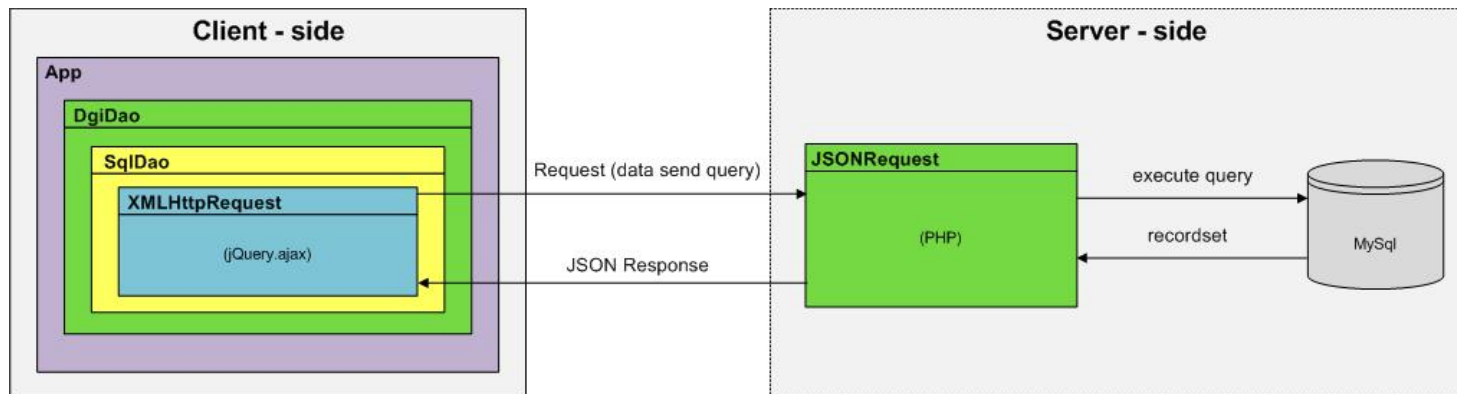 Client - side
App
DgiDao
SqlDao
XMLHttpRequest
(jQuery.ajax)
Request (data send query)
JSON Response
Server - side
JSONRequest
(PHP)
execute query
recordset
MySql